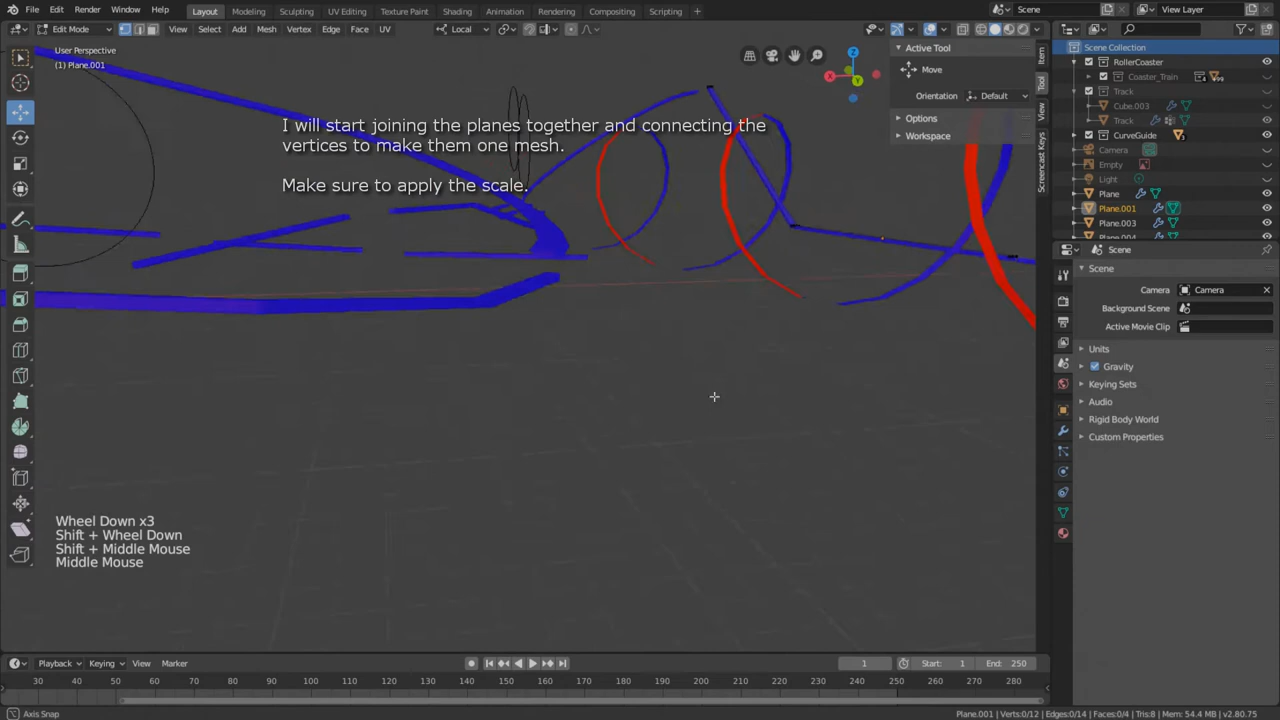 File Edit Render Window Help
Layout Modeling Sculpting UV Editing Texture Paint Shading Animation Rendering Compositing Scripting +
Scene
View Layer
Edit Mode View Select Add Mesh Vertex Edge Face UV
Local
User Perspective
(1) Plane.001
I will start joining the planes together and connecting the
vertices to make them one mesh.
Make sure to apply the scale.
Active Tool
Move
Orientation Default
Options
Workspace
Item
Tool
View
Screencast Keys
Scene Collection
RollerCoaster
Coaster_Train
Track
Cube.003
Track
CurveGuide
Camera
Empty
Light
Plane
Plane.001
Plane.003
Plane.004
Scene
Scene
Camera Camera
Background Scene
Active Movie Clip
Units
Gravity
Keying Sets
Audio
Rigid Body World
Custom Properties
Wheel Down x3
Shift + Wheel Down
Shift + Middle Mouse
Middle Mouse
Playback Keying View Marker
1
Start: 1
End: 250
30 40 50 60 70 80 90 100 110 120 130 140 150 160 170 180 190 200 210 220 230 240 250 260 270 280
Axis Snap
Plane.001 | Verts:0/12 | Edges:0/14 | Faces:0/4 | Tris:8 | Mem: 54.4 MB | v2.80.75